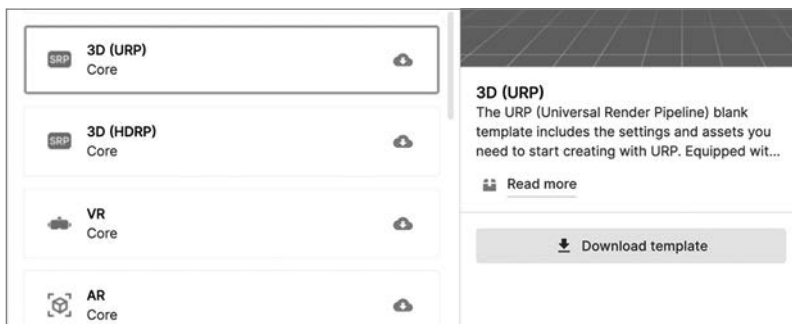 SRP
3D (URP)
Core
SRP
3D (HDRP)
Core
VR
Core
AR
Core
3D (URP)
The URP (Universal Render Pipeline) blank
template includes the settings and assets you
need to start creating with URP. Equipped wit...
Read more
Download template